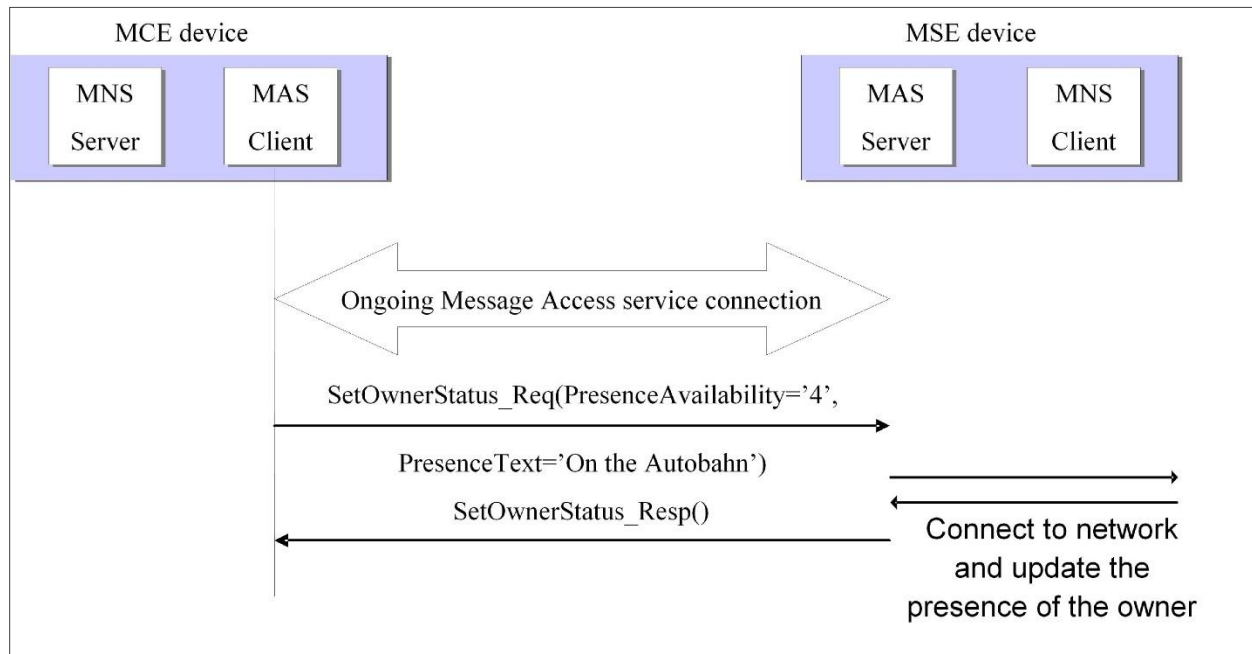 MCE device
MSE device
MNS
Server
MAS
Client
MAS
Server
MNS
Client
Ongoing Message Access service connection
SetOwnerStatus_Req(PresenceAvailability=’4’,
PresenceText=’On the Autobahn’)
SetOwnerStatus_Resp()
Connect to network
and update the
presence of the owner